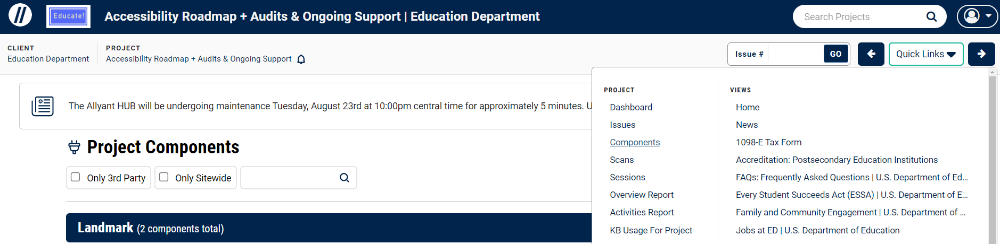 Educate!
Accessibility Roadmap + Audits & Ongoing Support | Education Department
Search Projects
CLIENT
Education Department
PROJECT
Accessibility Roadmap + Audits & Ongoing Support
Issue #
GO
Quick Links
The Allyant HUB will be undergoing maintenance Tuesday, August 23rd at 10:00pm central time for approximately 5 minutes. U
Project Components
Only 3rd Party
Only Sitewide
Landmark (2 components total)
PROJECT
Dashboard
Issues
Components
Scans
Sessions
Overview Report
Activities Report
KB Usage For Project
VIEWS
Home
News
1098-E Tax Form
Accreditation: Postsecondary Education Institutions
FAQs: Frequently Asked Questions | U.S. Department of Ed...
Every Student Succeeds Act (ESSA) | U.S. Department of E...
Family and Community Engagement | U.S. Department of ...
Jobs at ED | U.S. Department of Education